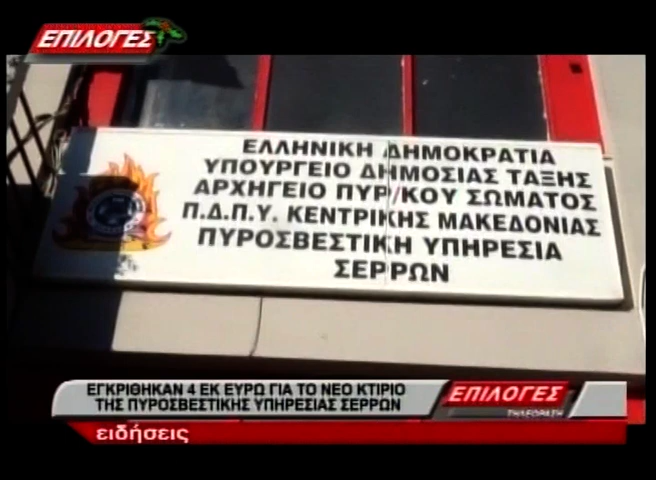 ΕΠΙΛΟΓΕΣ
ΕΛΛΗΝΙΚΗ ΔΗΜΟΚΡΑΤΙΑ
ΥΠΟΥΡΓΕΙΟ ΔΗΜΟΣΙΑΣ ΤΑΞΗΣ
ΑΡΧΗΓΕΙΟ ΠΥΡ/ΚΟΥ ΣΩΜΑΤΟΣ
Π.Δ.Π.Υ. ΚΕΝΤΡΙΚΗΣ ΜΑΚΕΔΟΝΙΑΣ
ΠΥΡΟΣΒΕΣΤΙΚΗ ΥΠΗΡΕΣΙΑ
ΣΕΡΡΩΝ
ΕΓΚΡΙΘΗΚΑΝ 4 ΕΚ ΕΥΡΩ ΓΙΑ ΤΟ ΝΕΟ ΚΤΙΡΙΟ
ΤΗΣ ΠΥΡΟΣΒΕΣΤΙΚΗΣ ΥΠΗΡΕΣΙΑΣ ΣΕΡΡΩΝ
ΕΠΙΛΟΓΕΣ
ΤΗΛΕΟΡΑΣΗ
ειδήσεις